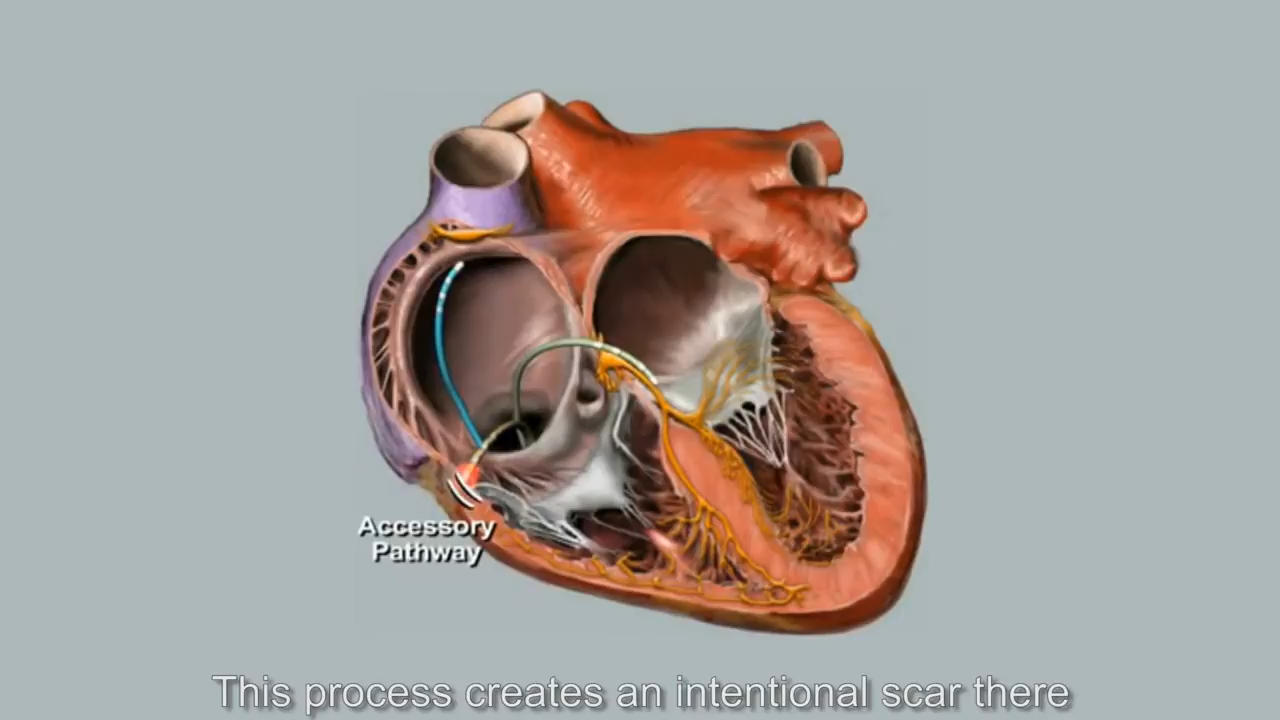 Accessory
Pathway
This process creates an intentional scar there